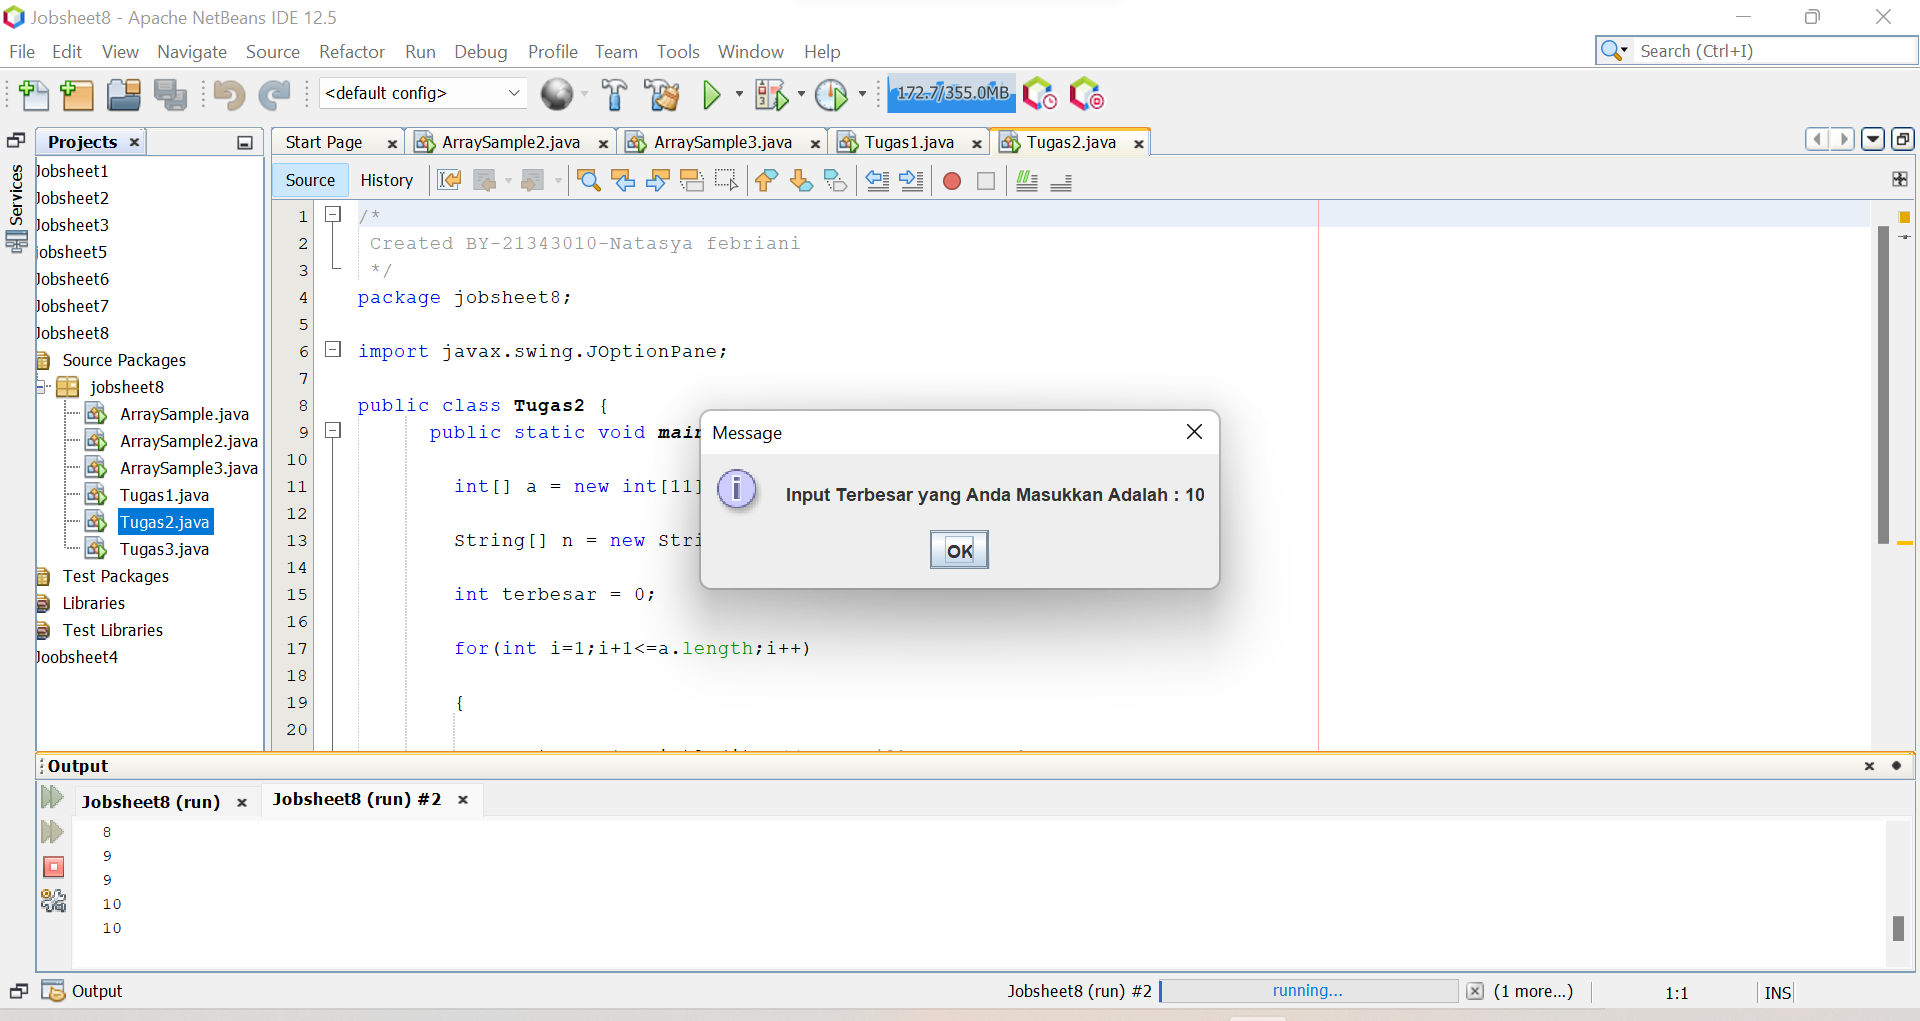 Jobsheet8 - Apache NetBeans IDE 12.5
File Edit View Navigate Source Refactor Run Debug Profile Team Tools Window Help
Search (Ctrl+I)
<default config>
172.7/355.0MB
Services
Projects
Jobsheet1
Jobsheet2
Jobsheet3
jobsheet5
Jobsheet6
Jobsheet7
Jobsheet8
Source Packages
jobsheet8
ArraySample.java
ArraySample2.java
ArraySample3.java
Tugas1.java
Tugas2.java
Tugas3.java
Test Packages
Libraries
Test Libraries
Joobsheet4
Start Page ArraySample2.java ArraySample3.java Tugas1.java Tugas2.java
Source History
1 /*
2 Created BY-21343010-Natasya febriani
3 */
4 package jobsheet8;
5
6 import javax.swing.JOptionPane;
7
8 public class Tugas2 {
9 public static void main
10
11 int[] a = new int[11]
12
13 String[] n = new Stri
14
15 int terbesar = 0;
16
17 for(int i=1;i+1<=a.length;i++)
18
19 {
20
Message
Input Terbesar yang Anda Masukkan Adalah : 10
OK
Output
Jobsheet8 (run) Jobsheet8 (run) #2
8
9
9
10
10
Output
Jobsheet8 (run) #2 running... (1 more...) 1:1 INS